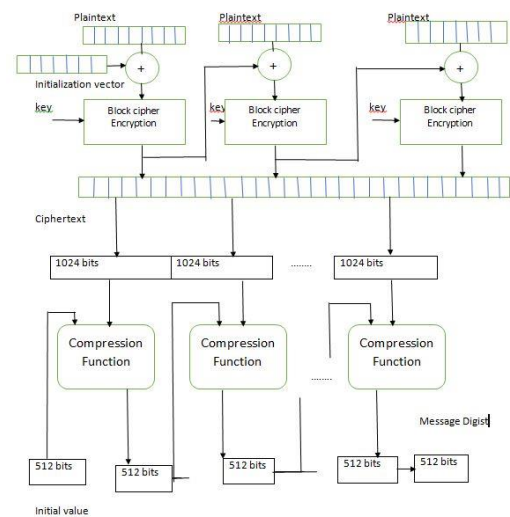 Plaintext
Plaintext
Plaintext
+
+
+
Initialization vector
key
Block cipher
Encryption
key
Block cipher
Encryption
key
Block cipher
Encryption
Ciphertext
1024 bits
1024 bits
........
1024 bits
Compression
Function
Compression
Function
........
Compression
Function
Message Digist
512 bits
512 bits
512 bits
512 bits
512 bits
Initial value